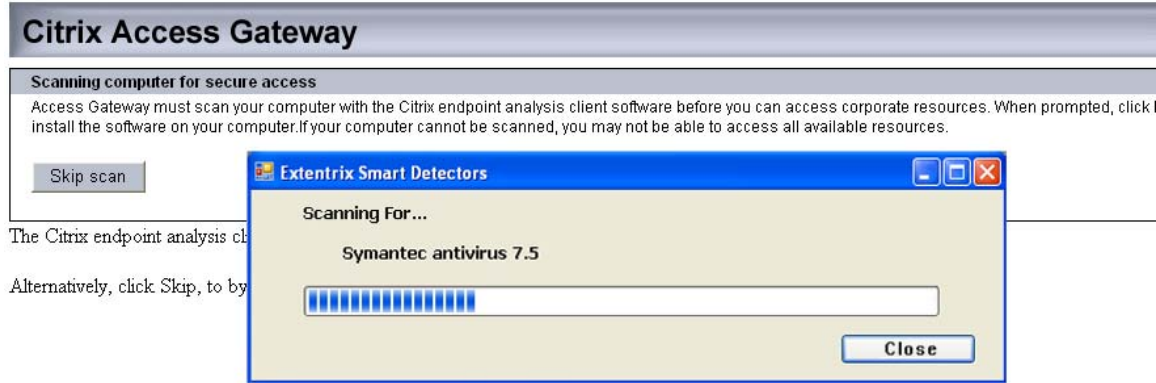 Citrix Access Gateway
Scanning computer for secure access
Access Gateway must scan your computer with the Citrix endpoint analysis client software before you can access corporate resources. When prompted, click
install the software on your computer.If your computer cannot be scanned, you may not be able to access all available resources.
Skip scan
Extentrix Smart Detectors
Scanning For...
Symantec antivirus 7.5
The Citrix endpoint analysis
Alternatively, click Skip, to
Close